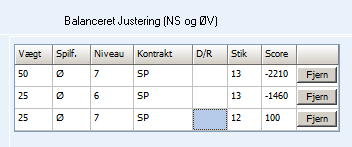 Balanceret Justering (NS og ØV)
Vægt Spilf. Niveau Kontrakt D/R Stik Score
50 Ø 7 SP 13 -2210 Fjern
25 Ø 6 SP 13 -1460 Fjern
25 Ø 7 SP 12 100 Fjern